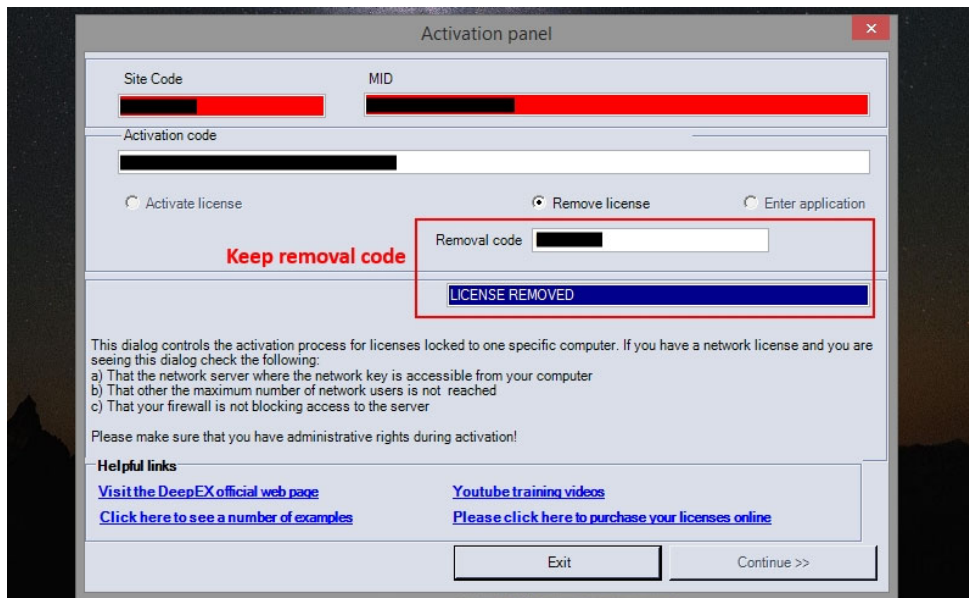 Activation panel
Site Code
MID
Activation code
Activate license
Remove license
Enter application
Removal code
Keep removal code
LICENSE REMOVED
This dialog controls the activation process for licenses locked to one specific computer. If you have a network license and you are
seeing this dialog check the following:
a) That the network server where the network key is accessible from your computer
b) That other the maximum number of network users is not reached
c) That your firewall is not blocking access to the server
Please make sure that you have administrative rights during activation!
Helpful links
Visit the DeepEX official web page
Youtube training videos
Click here to see a number of examples
Please click here to purchase your licenses online
Exit
Continue >>